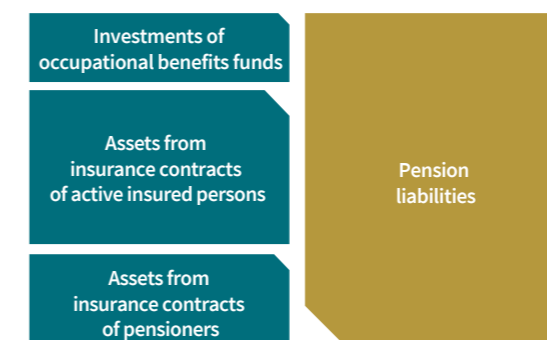 Investments of
occupational benefits funds
Assets from
insurance contracts
of active insured persons
Assets from
insurance contracts
of pensioners
Pension
liabilities